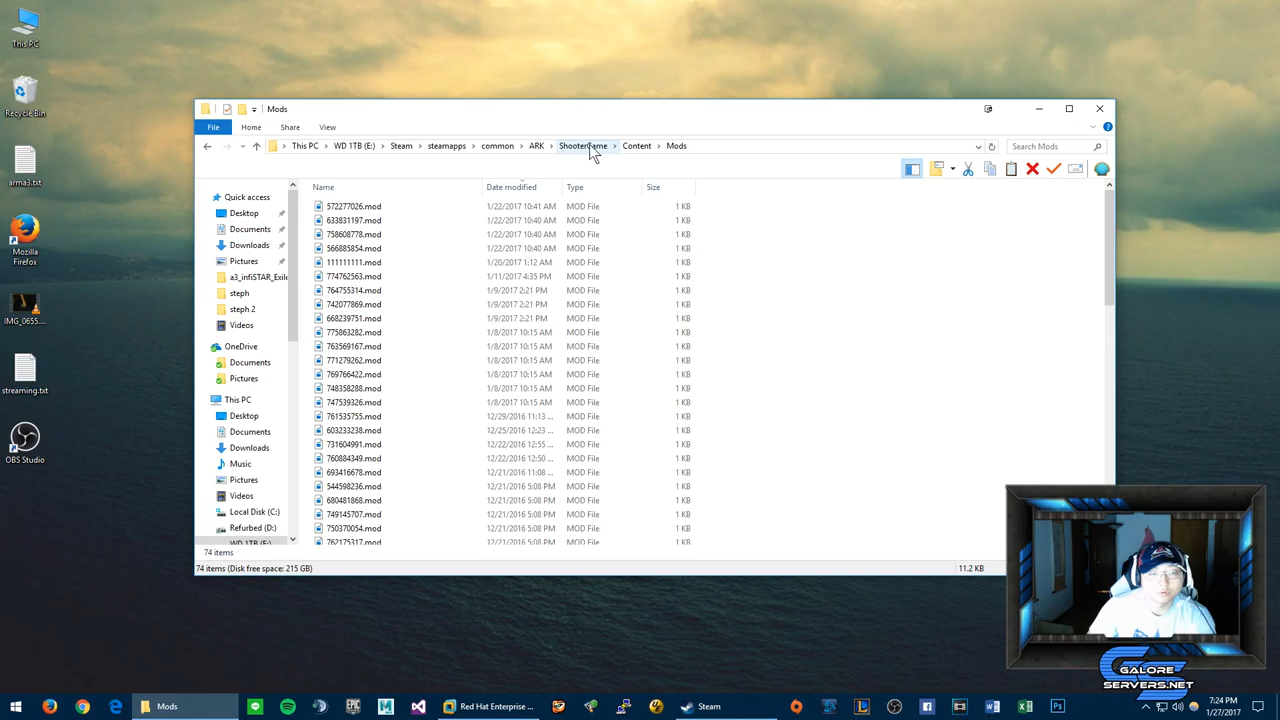 This PC
Recycle Bin
arma3.txt
Mozilla
Firefox
IMG_0655....
streaming.txt
OBS Studio
Mods
File
Home
Share
View
This PC > WD 1TB (E:) > Steam > steamapps > common > ARK > ShooterGame > Content > Mods
Search Mods
Name
Date modified
Type
Size
Quick access
Desktop
Documents
Downloads
Pictures
a3_infiSTAR_Exile
steph
steph 2
Videos
OneDrive
Documents
Pictures
This PC
Desktop
Documents
Downloads
Music
Pictures
Videos
Local Disk (C:)
Refurbed (D:)
WD 1TB (E:)
572277026.mod 1/22/2017 10:41 AM MOD File 1 KB
633831197.mod 1/22/2017 10:40 AM MOD File 1 KB
758608778.mod 1/22/2017 10:40 AM MOD File 1 KB
566885854.mod 1/22/2017 10:40 AM MOD File 1 KB
111111111.mod 1/20/2017 1:12 AM MOD File 1 KB
774762563.mod 1/11/2017 4:35 PM MOD File 1 KB
764755314.mod 1/9/2017 2:21 PM MOD File 1 KB
742077869.mod 1/9/2017 2:21 PM MOD File 1 KB
668239751.mod 1/9/2017 2:21 PM MOD File 1 KB
775863282.mod 1/8/2017 10:15 AM MOD File 1 KB
763569167.mod 1/8/2017 10:15 AM MOD File 1 KB
771279262.mod 1/8/2017 10:15 AM MOD File 1 KB
769766422.mod 1/8/2017 10:15 AM MOD File 1 KB
748358288.mod 1/8/2017 10:15 AM MOD File 1 KB
747539326.mod 1/8/2017 10:15 AM MOD File 1 KB
761535755.mod 12/29/2016 11:13 ... MOD File 1 KB
603233238.mod 12/25/2016 12:23 ... MOD File 1 KB
731604991.mod 12/22/2016 12:55 ... MOD File 1 KB
760884349.mod 12/22/2016 12:50 ... MOD File 1 KB
693416678.mod 12/21/2016 11:08 ... MOD File 1 KB
544598236.mod 12/21/2016 5:08 PM MOD File 1 KB
680481868.mod 12/21/2016 5:08 PM MOD File 1 KB
749145707.mod 12/21/2016 5:08 PM MOD File 1 KB
750370054.mod 12/21/2016 5:08 PM MOD File 1 KB
762175317.mod 12/21/2016 5:08 PM MOD File 1 KB
74 items
74 items (Disk free space: 215 GB)
11.2 KB
GALORE
SERVERS.NET
Mods
Red Hat Enterprise ...
Steam
7:24 PM
1/27/2017